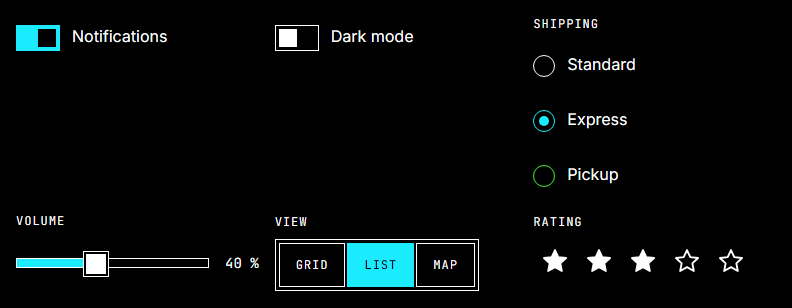 Notifications
Dark mode
SHIPPING
Standard
Express
Pickup
VOLUME
40 %
VIEW
GRID LIST MAP
RATING